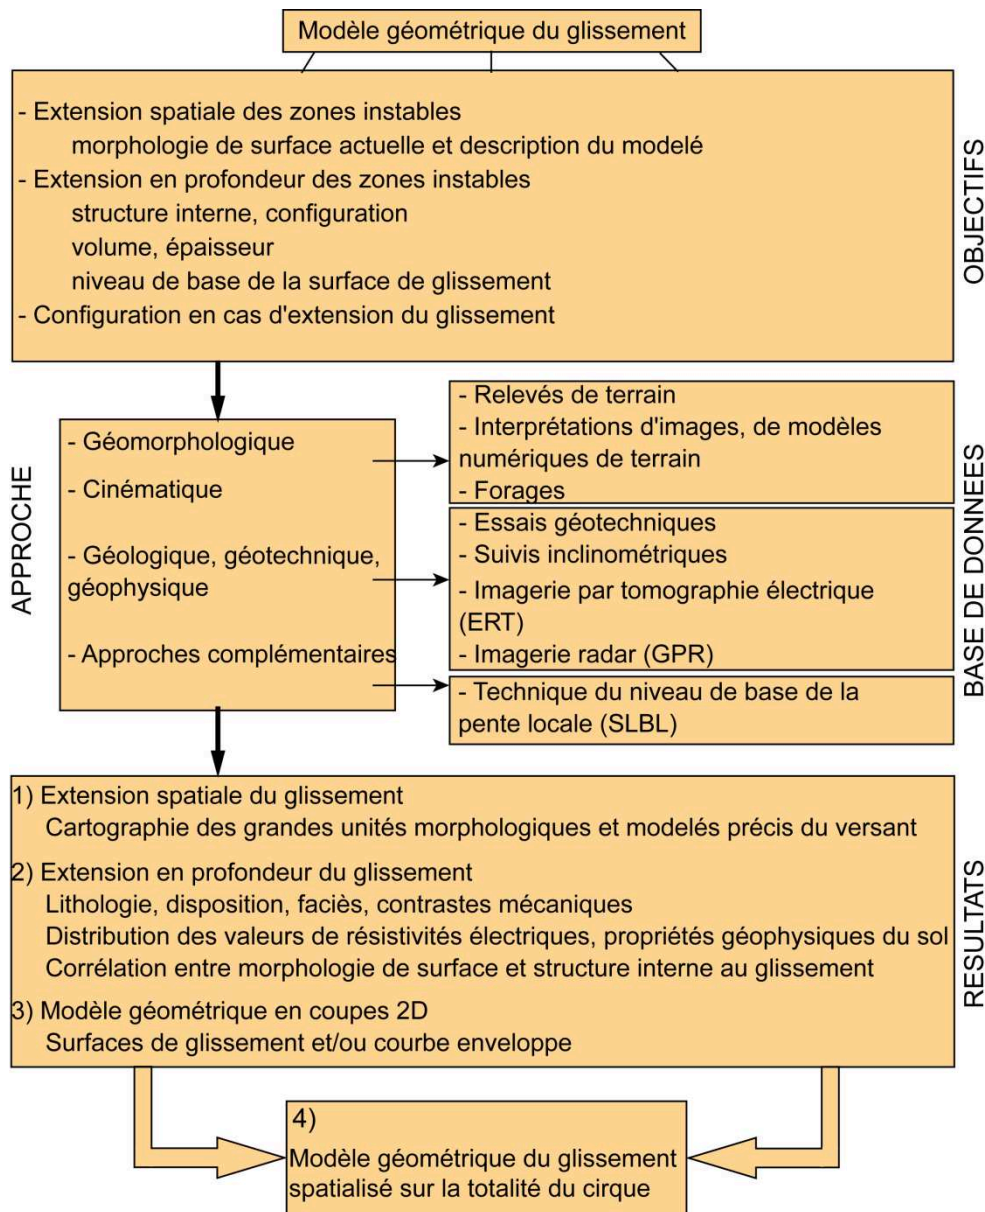 Modèle géométrique du glissement
- Extension spatiale des zones instables
morphologie de surface actuelle et description du modelé
- Extension en profondeur des zones instables
structure interne, configuration
volume, épaisseur
niveau de base de la surface de glissement
- Configuration en cas d'extension du glissement
OBJECTIFS
APPROCHE
- Géomorphologique
- Cinématique
- Géologique, géotechnique,
géophysique
- Approches complémentaires
- Relevés de terrain
- Interprétations d'images, de modèles
numériques de terrain
- Forages
- Essais géotechniques
- Suivis inclinométriques
- Imagerie par tomographie électrique
(ERT)
- Imagerie radar (GPR)
- Technique du niveau de base de la
pente locale (SLBL)
BASE DE DONNEES
1) Extension spatiale du glissement
Cartographie des grandes unités morphologiques et modelés précis du versant
2) Extension en profondeur du glissement
Lithologie, disposition, faciès, contrastes mécaniques
Distribution des valeurs de résistivités électriques, propriétés géophysiques du sol
Corrélation entre morphologie de surface et structure interne au glissement
3) Modèle géométrique en coupes 2D
Surfaces de glissement et/ou courbe enveloppe
RESULTATS
4)
Modèle géométrique du glissement
spatialisé sur la totalité du cirque